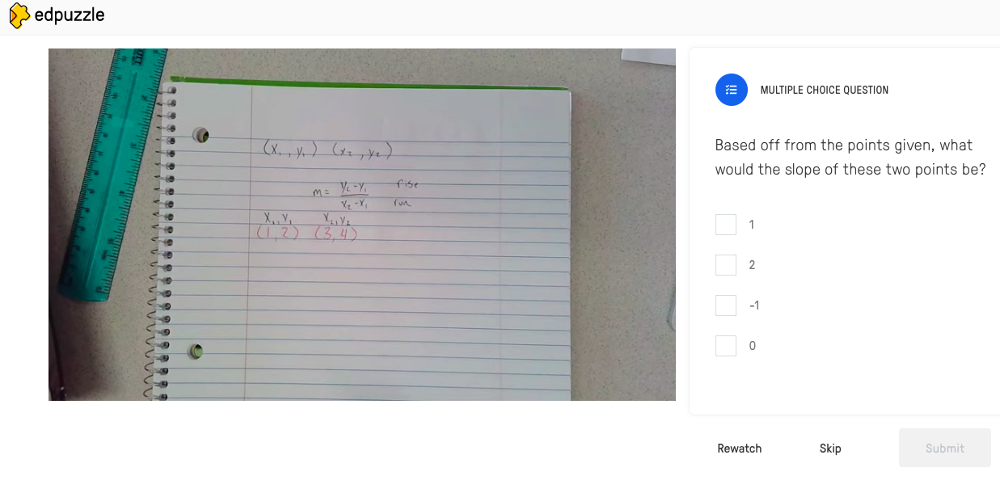 edpuzzle
(x₁, y₁) (x₂, y₂)
m = y₂-y₁ rise
x₂-x₁ run
x₁, y₁ x₂, y₂
(1, 2) (3, 4)
MULTIPLE CHOICE QUESTION
Based off from the points given, what
would the slope of these two points be?
1
2
-1
0
Rewatch Skip Submit